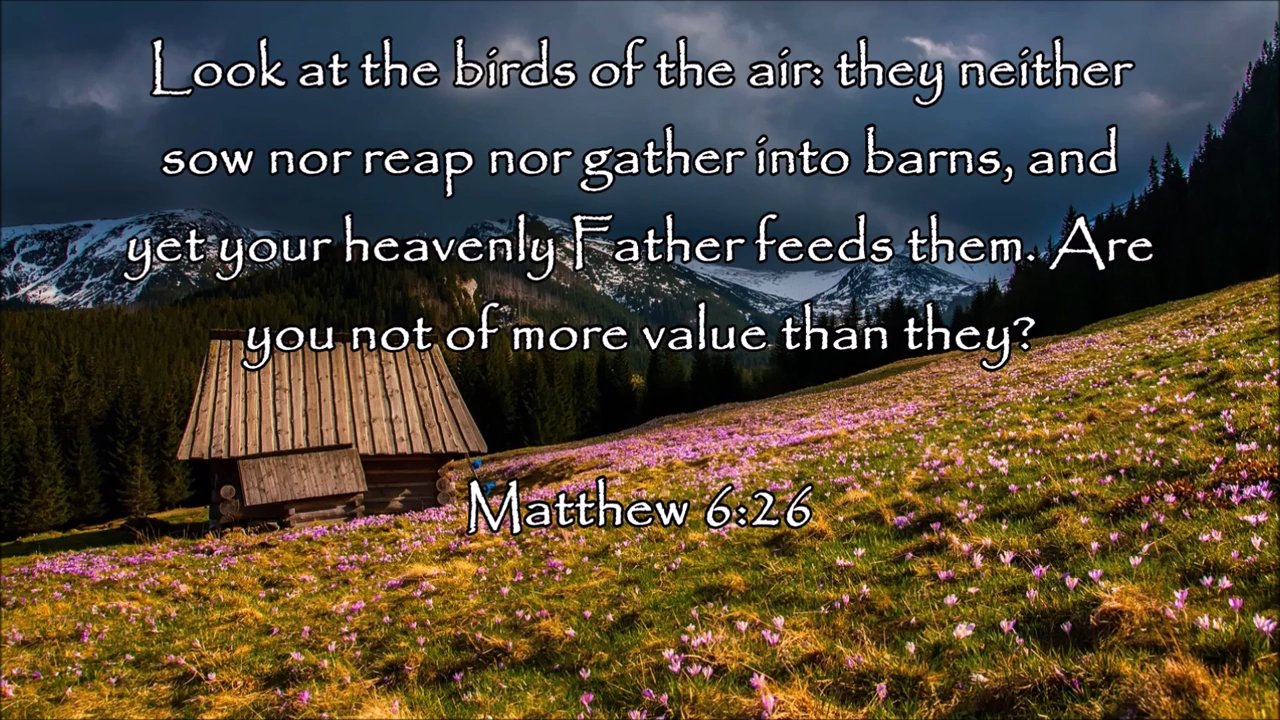 Look at the birds of the air: they neither
sow nor reap nor gather into barns, and
yet your heavenly Father feeds them. Are
you not of more value than they?
Matthew 6:26